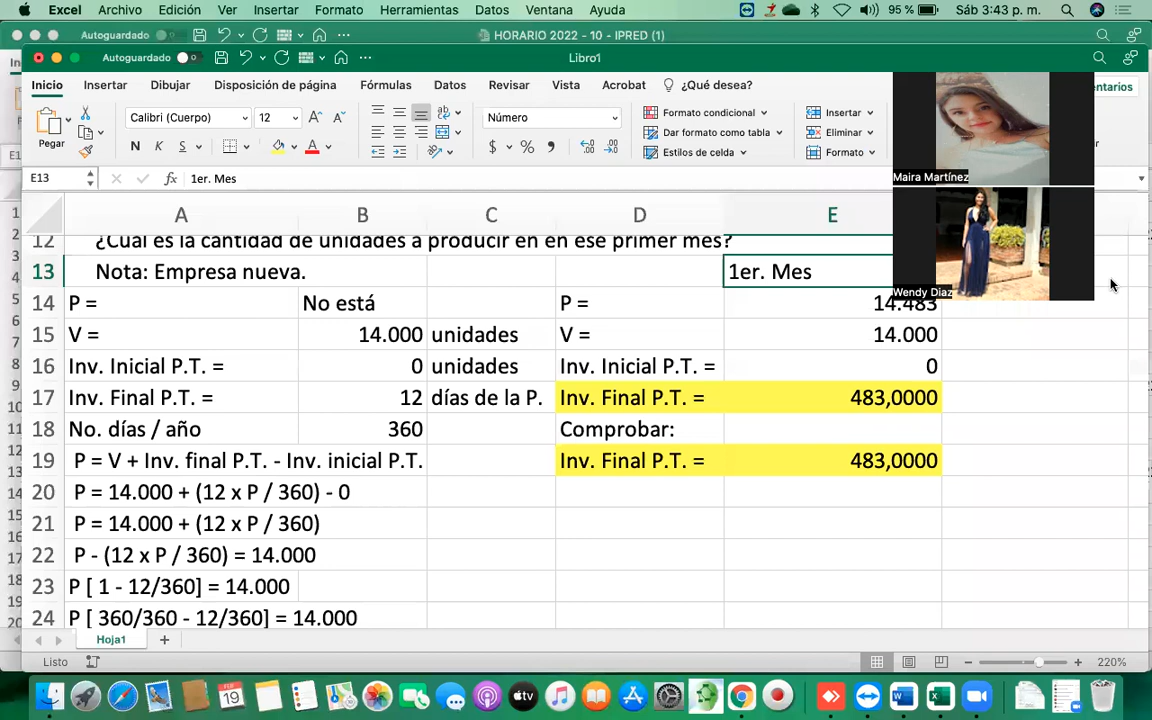 Excel Archivo Edición Ver Insertar Formato Herramientas Datos Ventana Ayuda 95 % Sáb 3:43 p. m.
Autoguardado HORARIO 2022 - 10 - IPRED (1)
Autoguardado Libro1
Inicio Insertar Dibujar Disposición de página Fórmulas Datos Revisar Vista Acrobat ¿Qué desea? entarios
Pegar Calibri (Cuerpo) 12 Número Formato condicional Insertar
N K S A $ % Dar formato como tabla Eliminar
Estilos de celda Formato
Maira Martínez
E13 fx 1er. Mes
A B C D E
12 ¿Cuál es la cantidad de unidades a producir en en ese primer mes?
13 Nota: Empresa nueva. 1er. Mes
Wendy Diaz
14 P = No está P = 14.483
15 V = 14.000 unidades V = 14.000
16 Inv. Inicial P.T. = 0 unidades Inv. Inicial P.T. = 0
17 Inv. Final P.T. = 12 días de la P. Inv. Final P.T. = 483,0000
18 No. días / año 360 Comprobar:
19 P = V + Inv. final P.T. - Inv. inicial P.T. Inv. Final P.T. = 483,0000
20 P = 14.000 + (12 x P / 360) - 0
21 P = 14.000 + (12 x P / 360)
22 P - (12 x P / 360) = 14.000
23 P [ 1 - 12/360] = 14.000
24 P [ 360/360 - 12/360] = 14.000
Hoja1
Listo 220%
FEB 19 tv W X